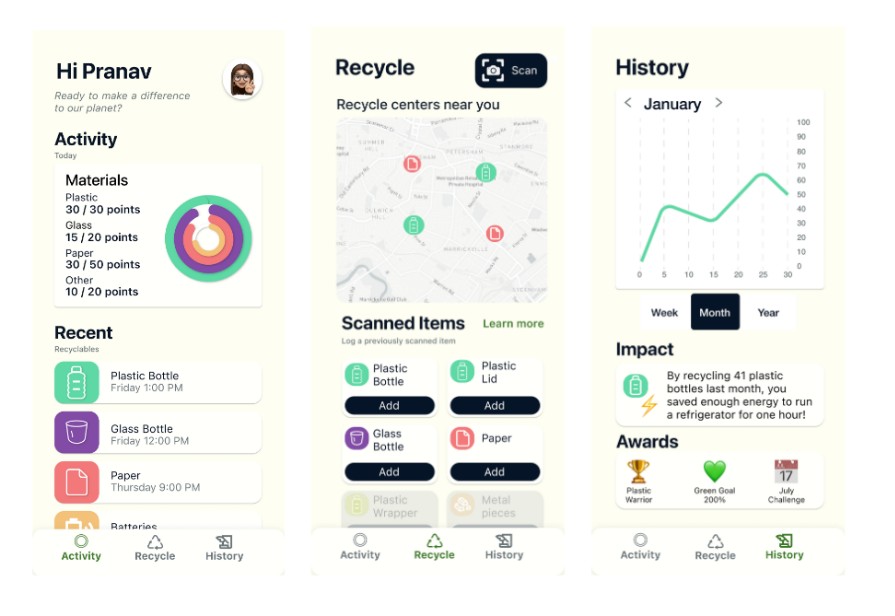 Hi Pranav
Ready to make a difference
to our planet?
Activity
Today
Materials
Plastic
30 / 30 points
Glass
15 / 20 points
Paper
30 / 50 points
Other
10 / 20 points
Recent
Recyclables
Plastic Bottle
Friday 1:00 PM
Glass Bottle
Friday 12:00 PM
Paper
Thursday 9:00 PM
Batteries
Activity
Recycle
History
Recycle
Scan
Recycle centers near you
PETERSHAM
STANMORE
DULWICH
HILL
MARRICKVILLE
Private Hospital
Scanned Items
Learn more
Log a previously scanned item
Plastic
Bottle
Add
Plastic
Lid
Add
Glass
Bottle
Add
Paper
Add
Plastic
Wrapper
Metal
pieces
Activity
Recycle
History
History
< January >
100
90
80
70
60
50
40
30
20
10
0
0 5 10 15 20 25 30
Week
Month
Year
Impact
By recycling 41 plastic
bottles last month, you
saved enough energy to run
a refrigerator for one hour!
Awards
17
Plastic
Warrior
Green Goal
200%
July
Challenge
Activity
Recycle
History